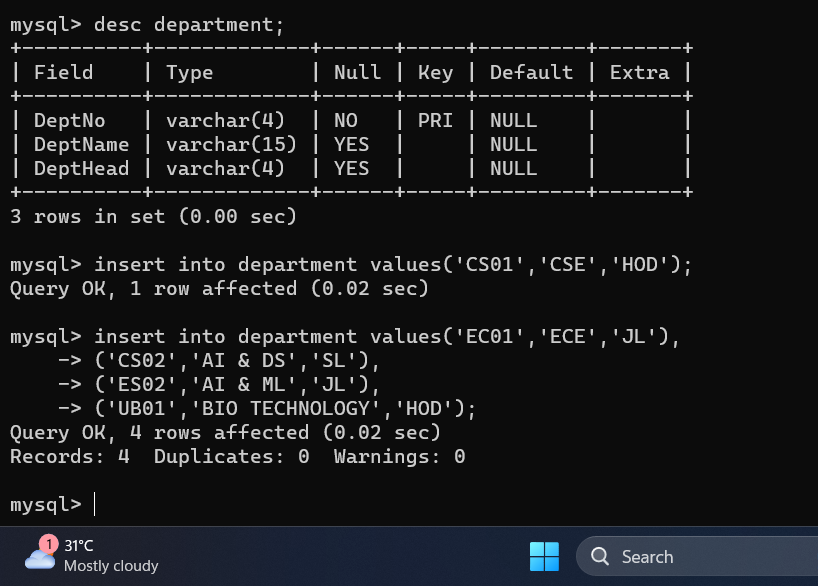 mysql> desc department;
+-----------+-------------+------+-----+---------+-------+
| Field     | Type        | Null | Key | Default | Extra |
+-----------+-------------+------+-----+---------+-------+
| DeptNo    | varchar(4)  | NO   | PRI | NULL    |       |
| DeptName  | varchar(15) | YES  |     | NULL    |       |
| DeptHead  | varchar(4)  | YES  |     | NULL    |       |
+-----------+-------------+------+-----+---------+-------+
3 rows in set (0.00 sec)
mysql> insert into department values('CS01','CSE','HOD');
Query OK, 1 row affected (0.02 sec)
mysql> insert into department values('EC01','ECE','JL'),
    -> ('CS02','AI & DS','SL'),
    -> ('ES02','AI & ML','JL'),
    -> ('UB01','BIO TECHNOLOGY','HOD');
Query OK, 4 rows affected (0.02 sec)
Records: 4  Duplicates: 0  Warnings: 0
mysql>
1
31°C
Mostly cloudy
Search